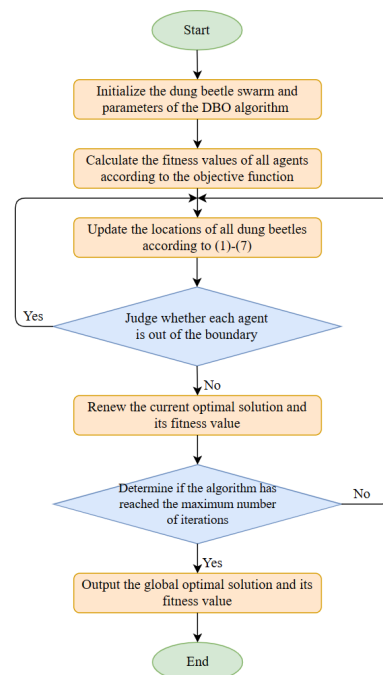 Start
Initialize the dung beetle swarm and
parameters of the DBO algorithm
Calculate the fitness values of all agents
according to the objective function
Update the locations of all dung beetles
according to (1)-(7)
Yes
Judge whether each agent
is out of the boundary
No
Renew the current optimal solution and
its fitness value
Determine if the algorithm has
reached the maximum number
of iterations
No
Yes
Output the global optimal solution and its
fitness value
End